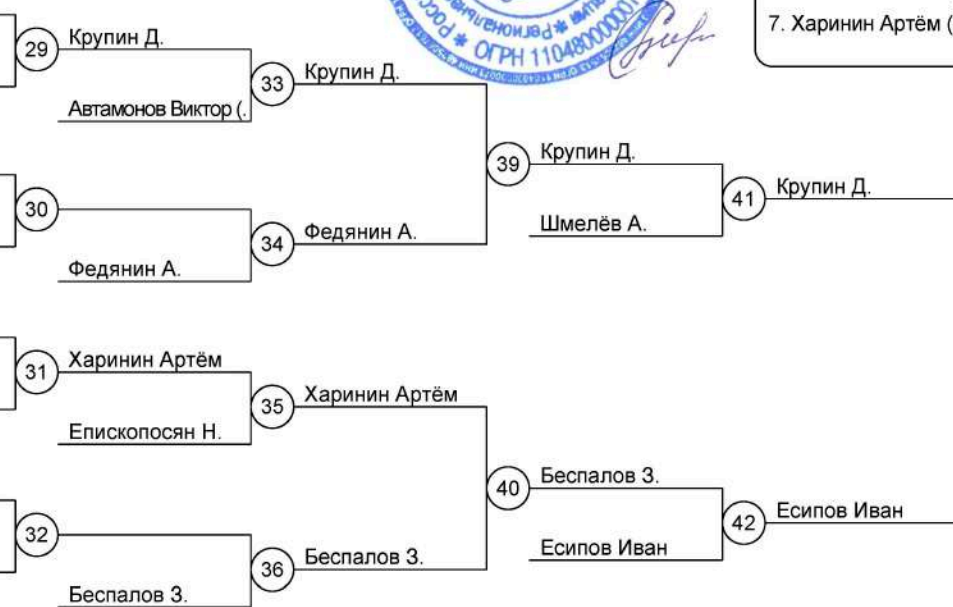 7. Харинин Артём (
29 Крупин Д.
33 Крупин Д.
Автамонов Виктор (.
39 Крупин Д.
41 Крупин Д.
30
34 Федянин А.
Шмелёв А.
Федянин А.
31 Харинин Артём
35 Харинин Артём
Епископосян Н.
40 Беспалов З.
42 Есипов Иван
32
36 Беспалов З.
Есипов Иван
Беспалов З.
* ОГРН 11048000000